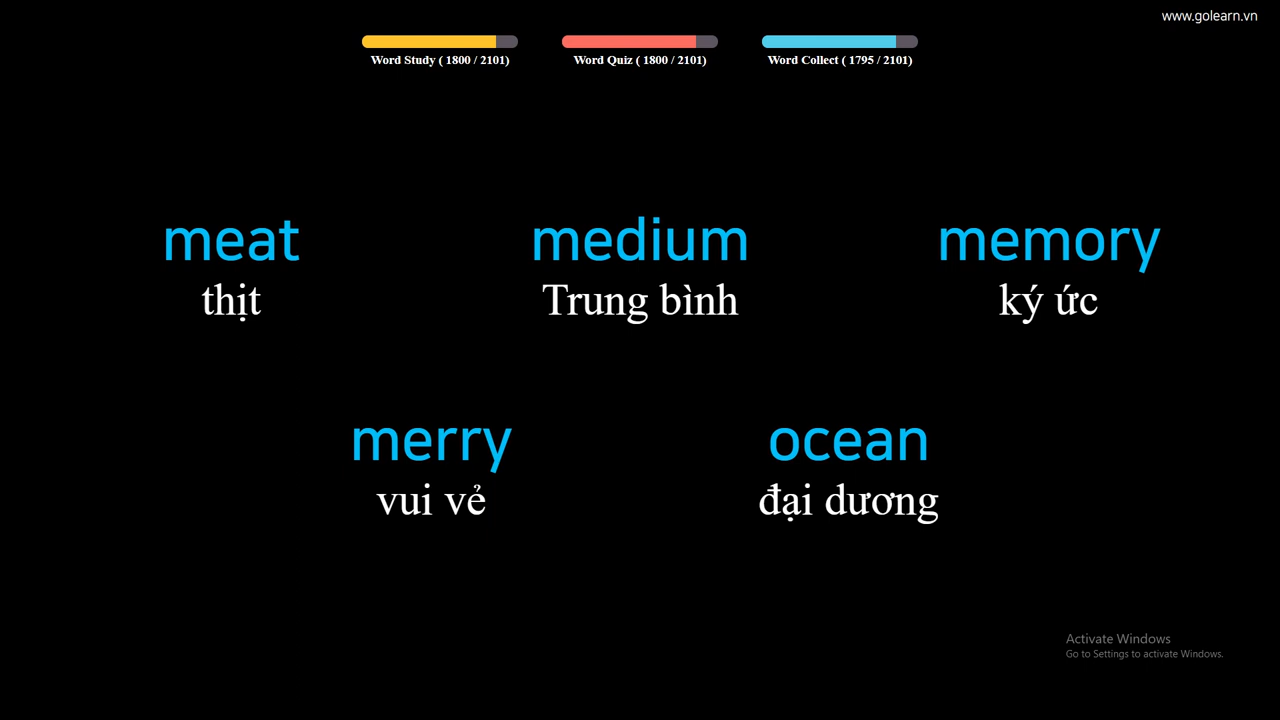 www.golearn.vn
Word Study ( 1800 / 2101) Word Quiz ( 1800 / 2101) Word Collect ( 1795 / 2101)
meat medium memory
thịt Trung bình ký ức
merry ocean
vui vẻ đại dương
Activate Windows
Go to Settings to activate Windows.